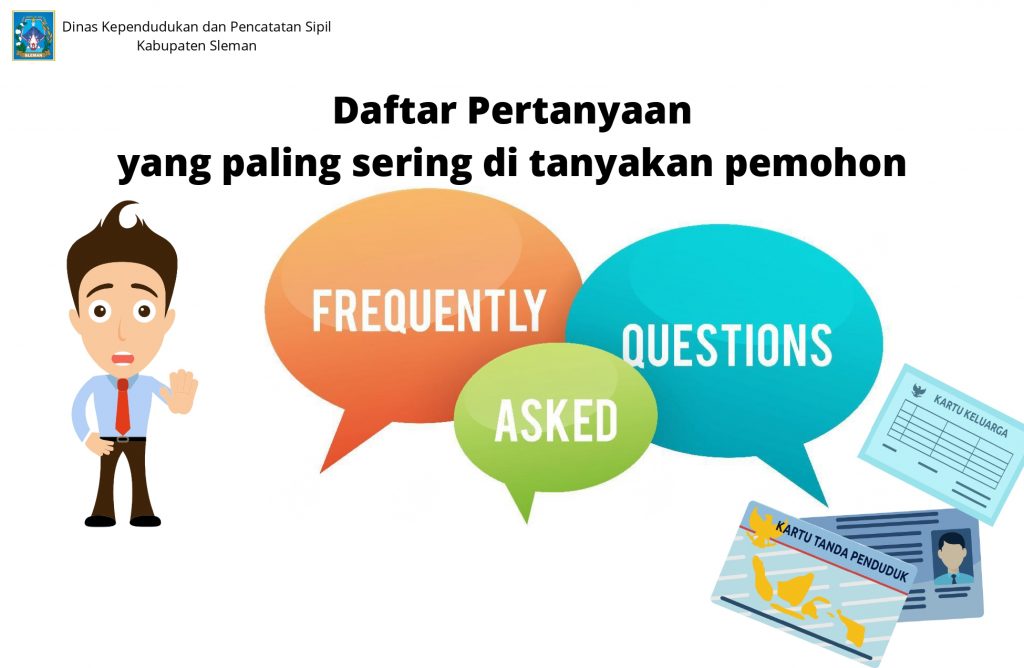 Dinas Kependudukan dan Pencatatan Sipil
Kabupaten Sleman
SLEMAN
Daftar Pertanyaan
yang paling sering di tanyakan pemohon
FREQUENTLY
ASKED
QUESTIONS
KARTU KELUARGA
KARTU TANDA PENDUDUK